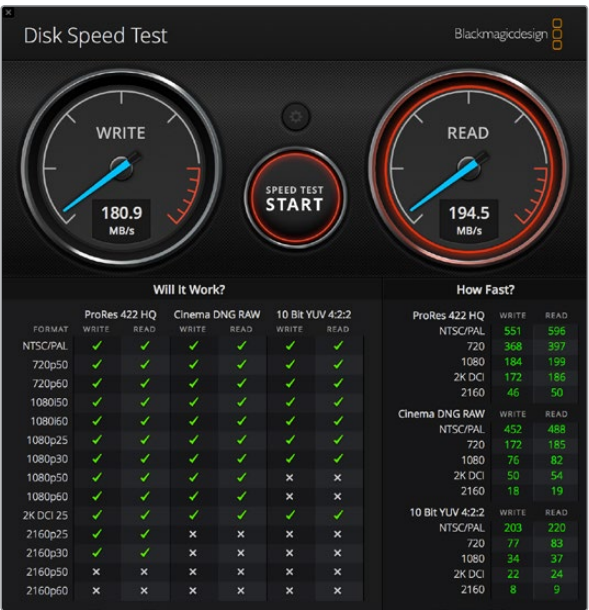 Disk Speed Test
Blackmagicdesign
WRITE
180.9
MB/s
SPEED TEST
START
READ
194.5
MB/s
Will It Work?
ProRes 422 HQ Cinema DNG RAW 10 Bit YUV 4:2:2
FORMAT WRITE READ WRITE READ WRITE READ
NTSC/PAL ✓ ✓ ✓ ✓ ✓ ✓
720p50 ✓ ✓ ✓ ✓ ✓ ✓
720p60 ✓ ✓ ✓ ✓ ✓ ✓
1080i50 ✓ ✓ ✓ ✓ ✓ ✓
1080i60 ✓ ✓ ✓ ✓ ✓ ✓
1080p25 ✓ ✓ ✓ ✓ ✓ ✓
1080p30 ✓ ✓ ✓ ✓ ✓ ✓
1080p50 ✓ ✓ ✓ ✓ × ×
1080p60 ✓ ✓ ✓ ✓ × ×
2K DCI 25 ✓ ✓ ✓ ✓ ✓ ✓
2160p25 ✓ ✓ × × × ×
2160p30 ✓ ✓ × × × ×
2160p50 × × × × × ×
2160p60 × × × × × ×
How Fast?
ProRes 422 HQ WRITE READ
NTSC/PAL 551 596
720 368 397
1080 184 199
2K DCI 172 186
2160 46 50
Cinema DNG RAW WRITE READ
NTSC/PAL 452 488
720 172 185
1080 76 82
2K DCI 50 54
2160 18 19
10 Bit YUV 4:2:2 WRITE READ
NTSC/PAL 203 220
720 77 83
1080 34 37
2K DCI 22 24
2160 8 9